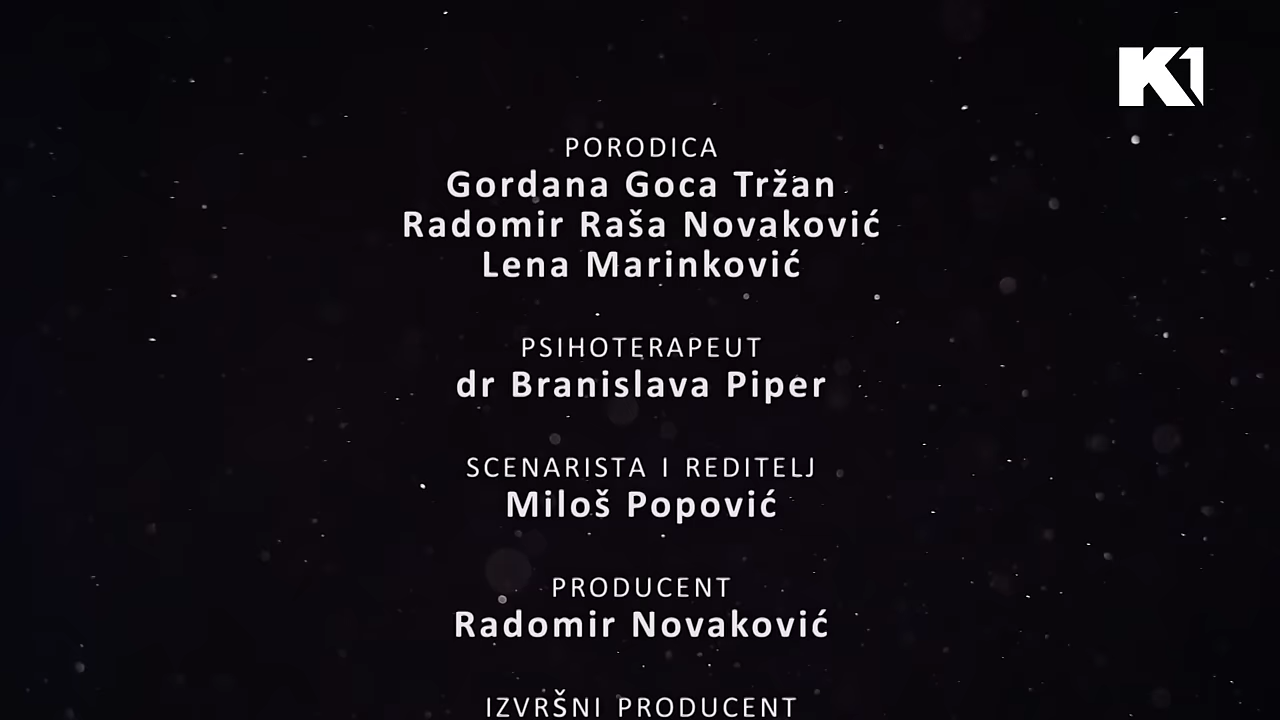 K1
PORODICA
Gordana Goca Tržan
Radomir Raša Novaković
Lena Marinković
PSIHOTERAPEUT
dr Branislava Piper
SCENARISTA I REDITELJ
Miloš Popović
PRODUCENT
Radomir Novaković
IZVRŠNI PRODUCENT